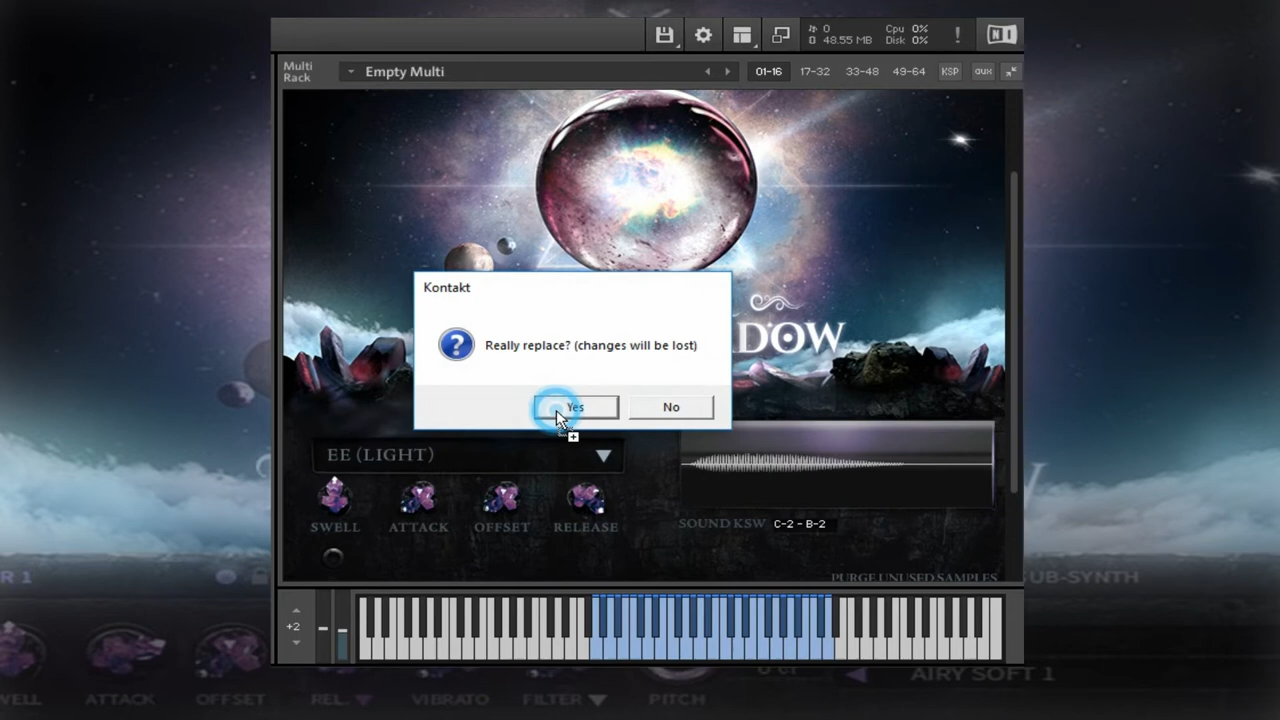 0
48.55 MB
Cpu 0%
Disk 0%
!
NI
Multi
Rack
Empty Multi
01-16
17-32
33-48
49-64
KSP
aux
Kontakt
?
Really replace? (changes will be lost)
Yes
No
DOW
EE (LIGHT)
SWELL
ATTACK
OFFSET
RELEASE
SOUND KSW C-2 - B-2
PURGE UNUSED SAMPLES
+2
R 1
UB-SYNTH
WELL
ATTACK
OFFSET
REL.
VIBRATO
FILTER
PITCH
AIRY SOFT 1